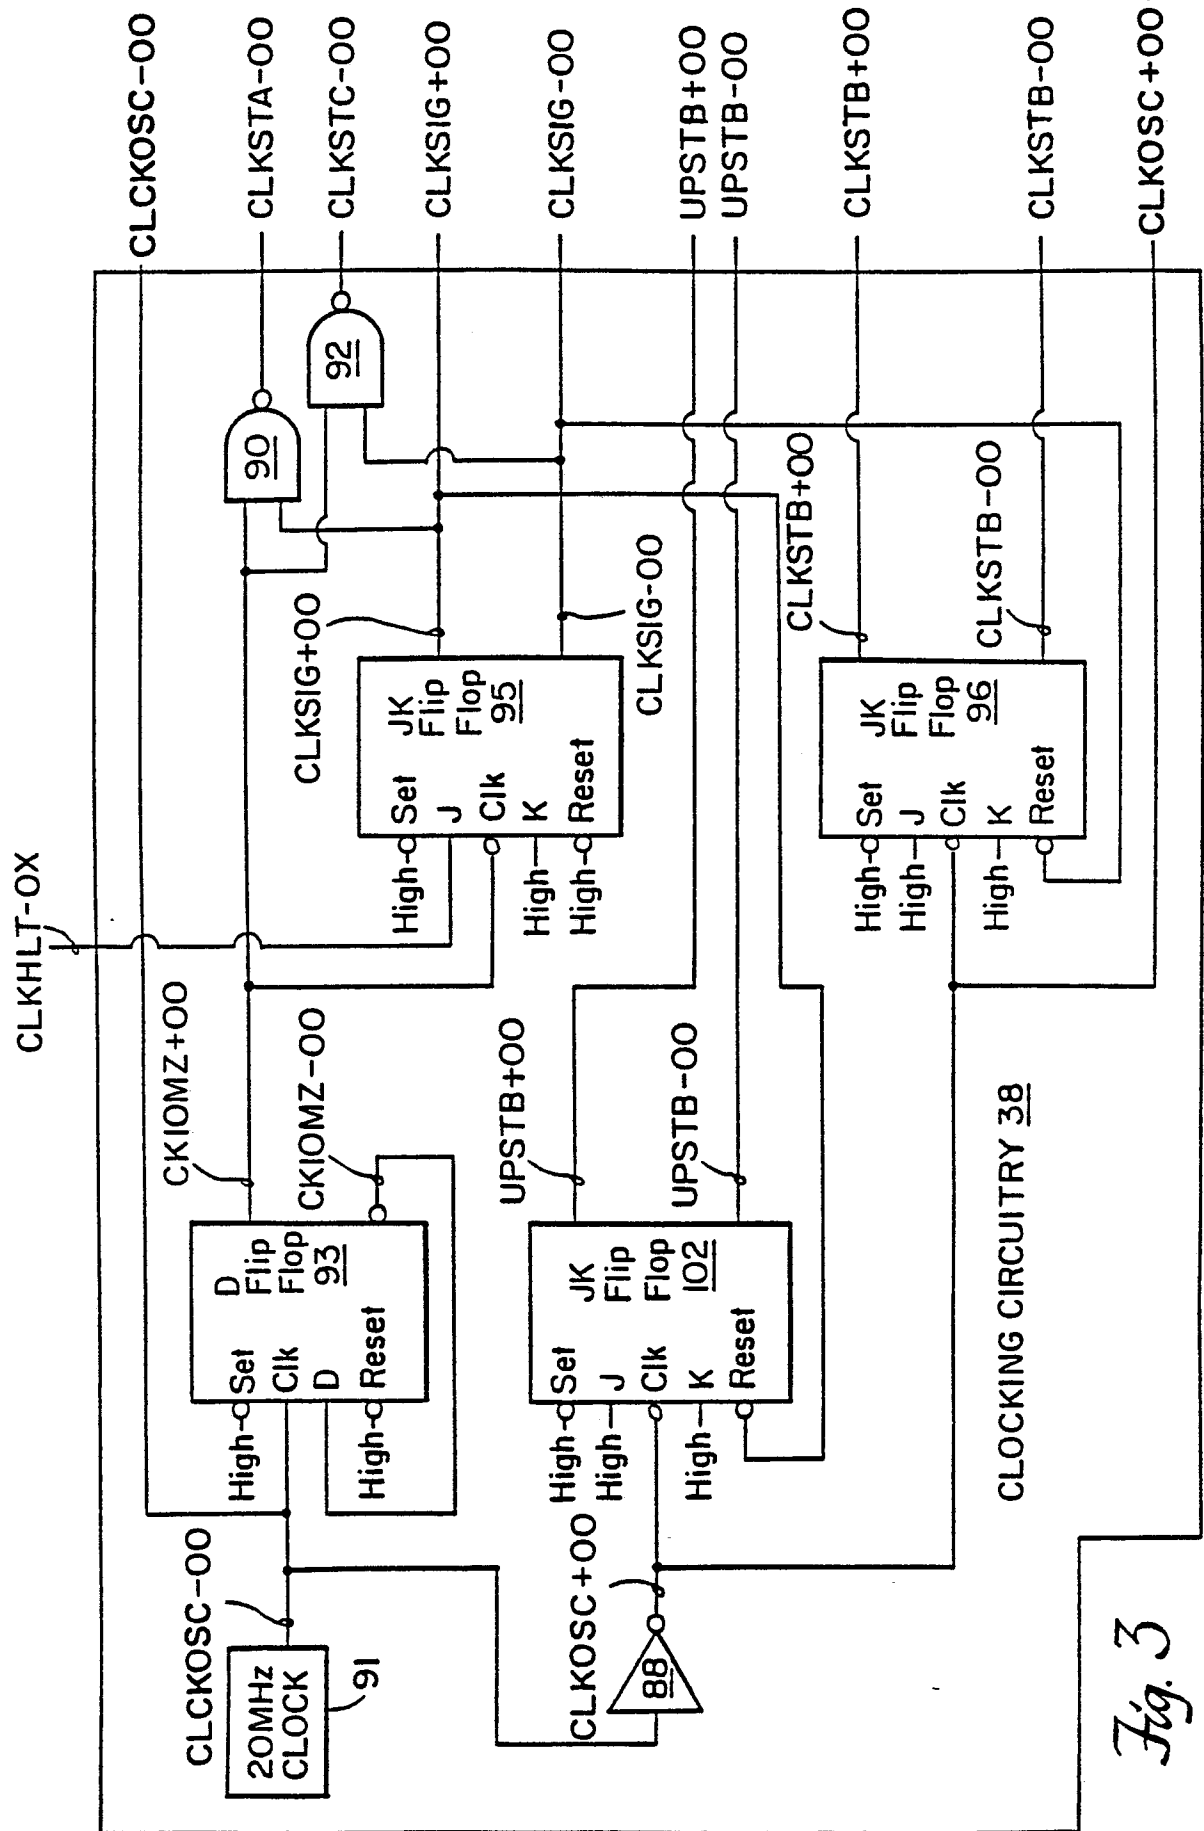 CLCKOSC-00
20MHz
CLOCK
91
CLKOSC+00
88
High
Set
Clk
D
High
Reset
D
Flip
Flop
93
CKIOMZ+00
CKIOMZ-00
High
Set
High
J
Clk
High
K
Reset
JK
Flip
Flop
102
UPSTB+00
UPSTB-00
CLKHLT-OX
High
Set
J
Clk
High
K
High
Reset
JK
Flip
Flop
95
CLKSIG+00
CLKSIG-00
High
Set
High
J
Clk
High
K
Reset
JK
Flip
Flop
96
CLKSTB+00
CLKSTB-00
90
92
CLCKOSC-00
CLKSTA-00
CLKSTC-00
CLKSIG+00
CLKSIG-00
UPSTB+00
UPSTB-00
CLKSTB+00
CLKSTB-00
CLKOSC+00
CLOCKING CIRCUITRY 38
Fig. 3